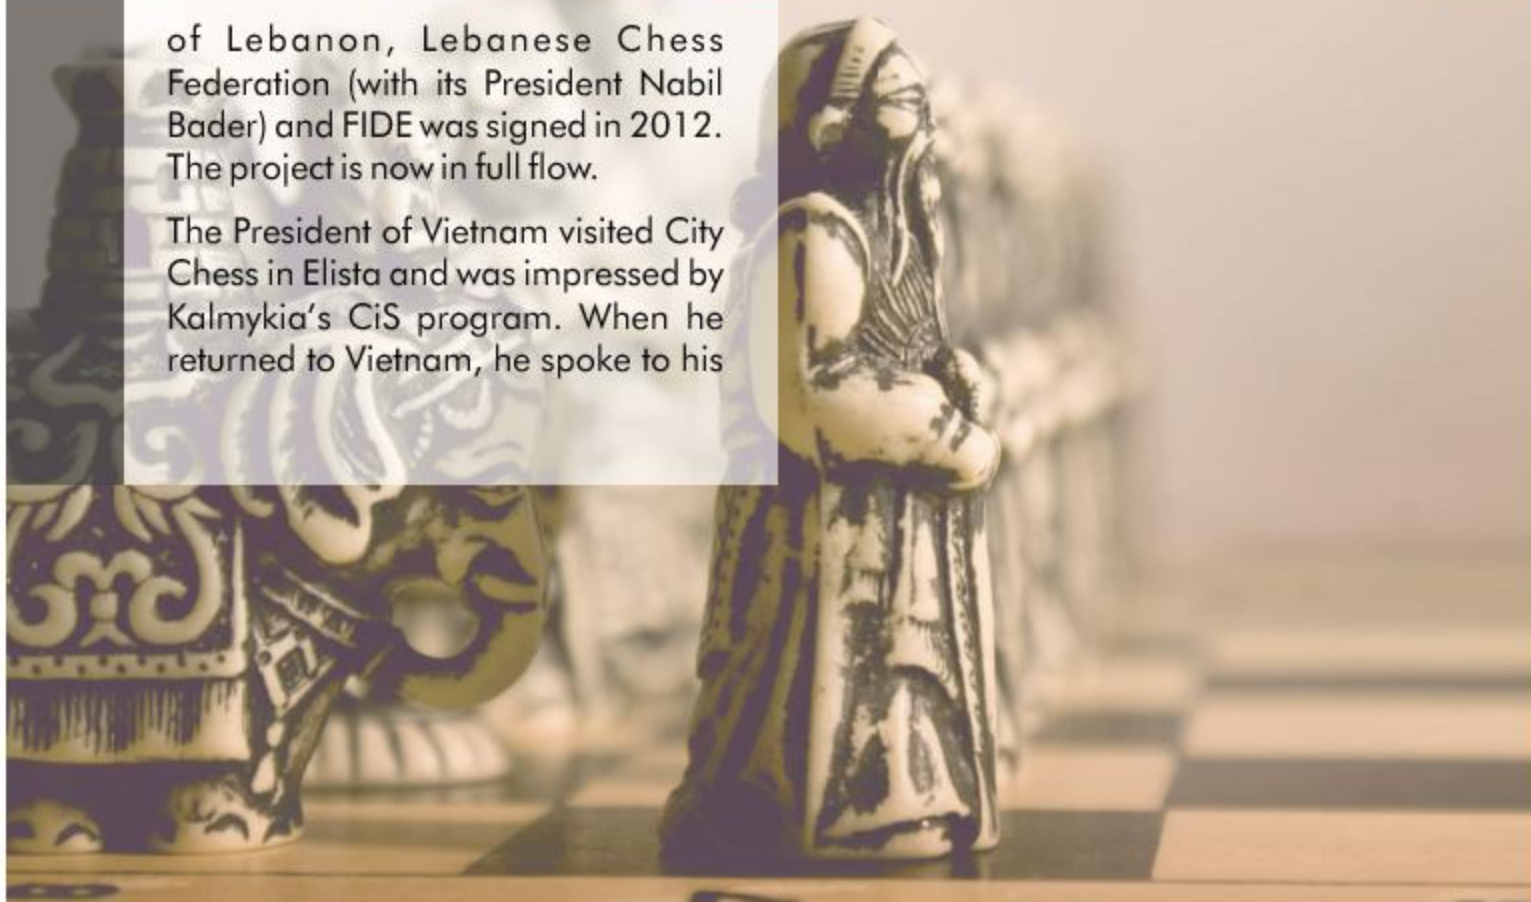 of Lebanon, Lebanese Chess
Federation (with its President Nabil
Bader) and FIDE was signed in 2012.
The project is now in full flow.
The President of Vietnam visited City
Chess in Elista and was impressed by
Kalmykia's CiS program. When he
returned to Vietnam, he spoke to his